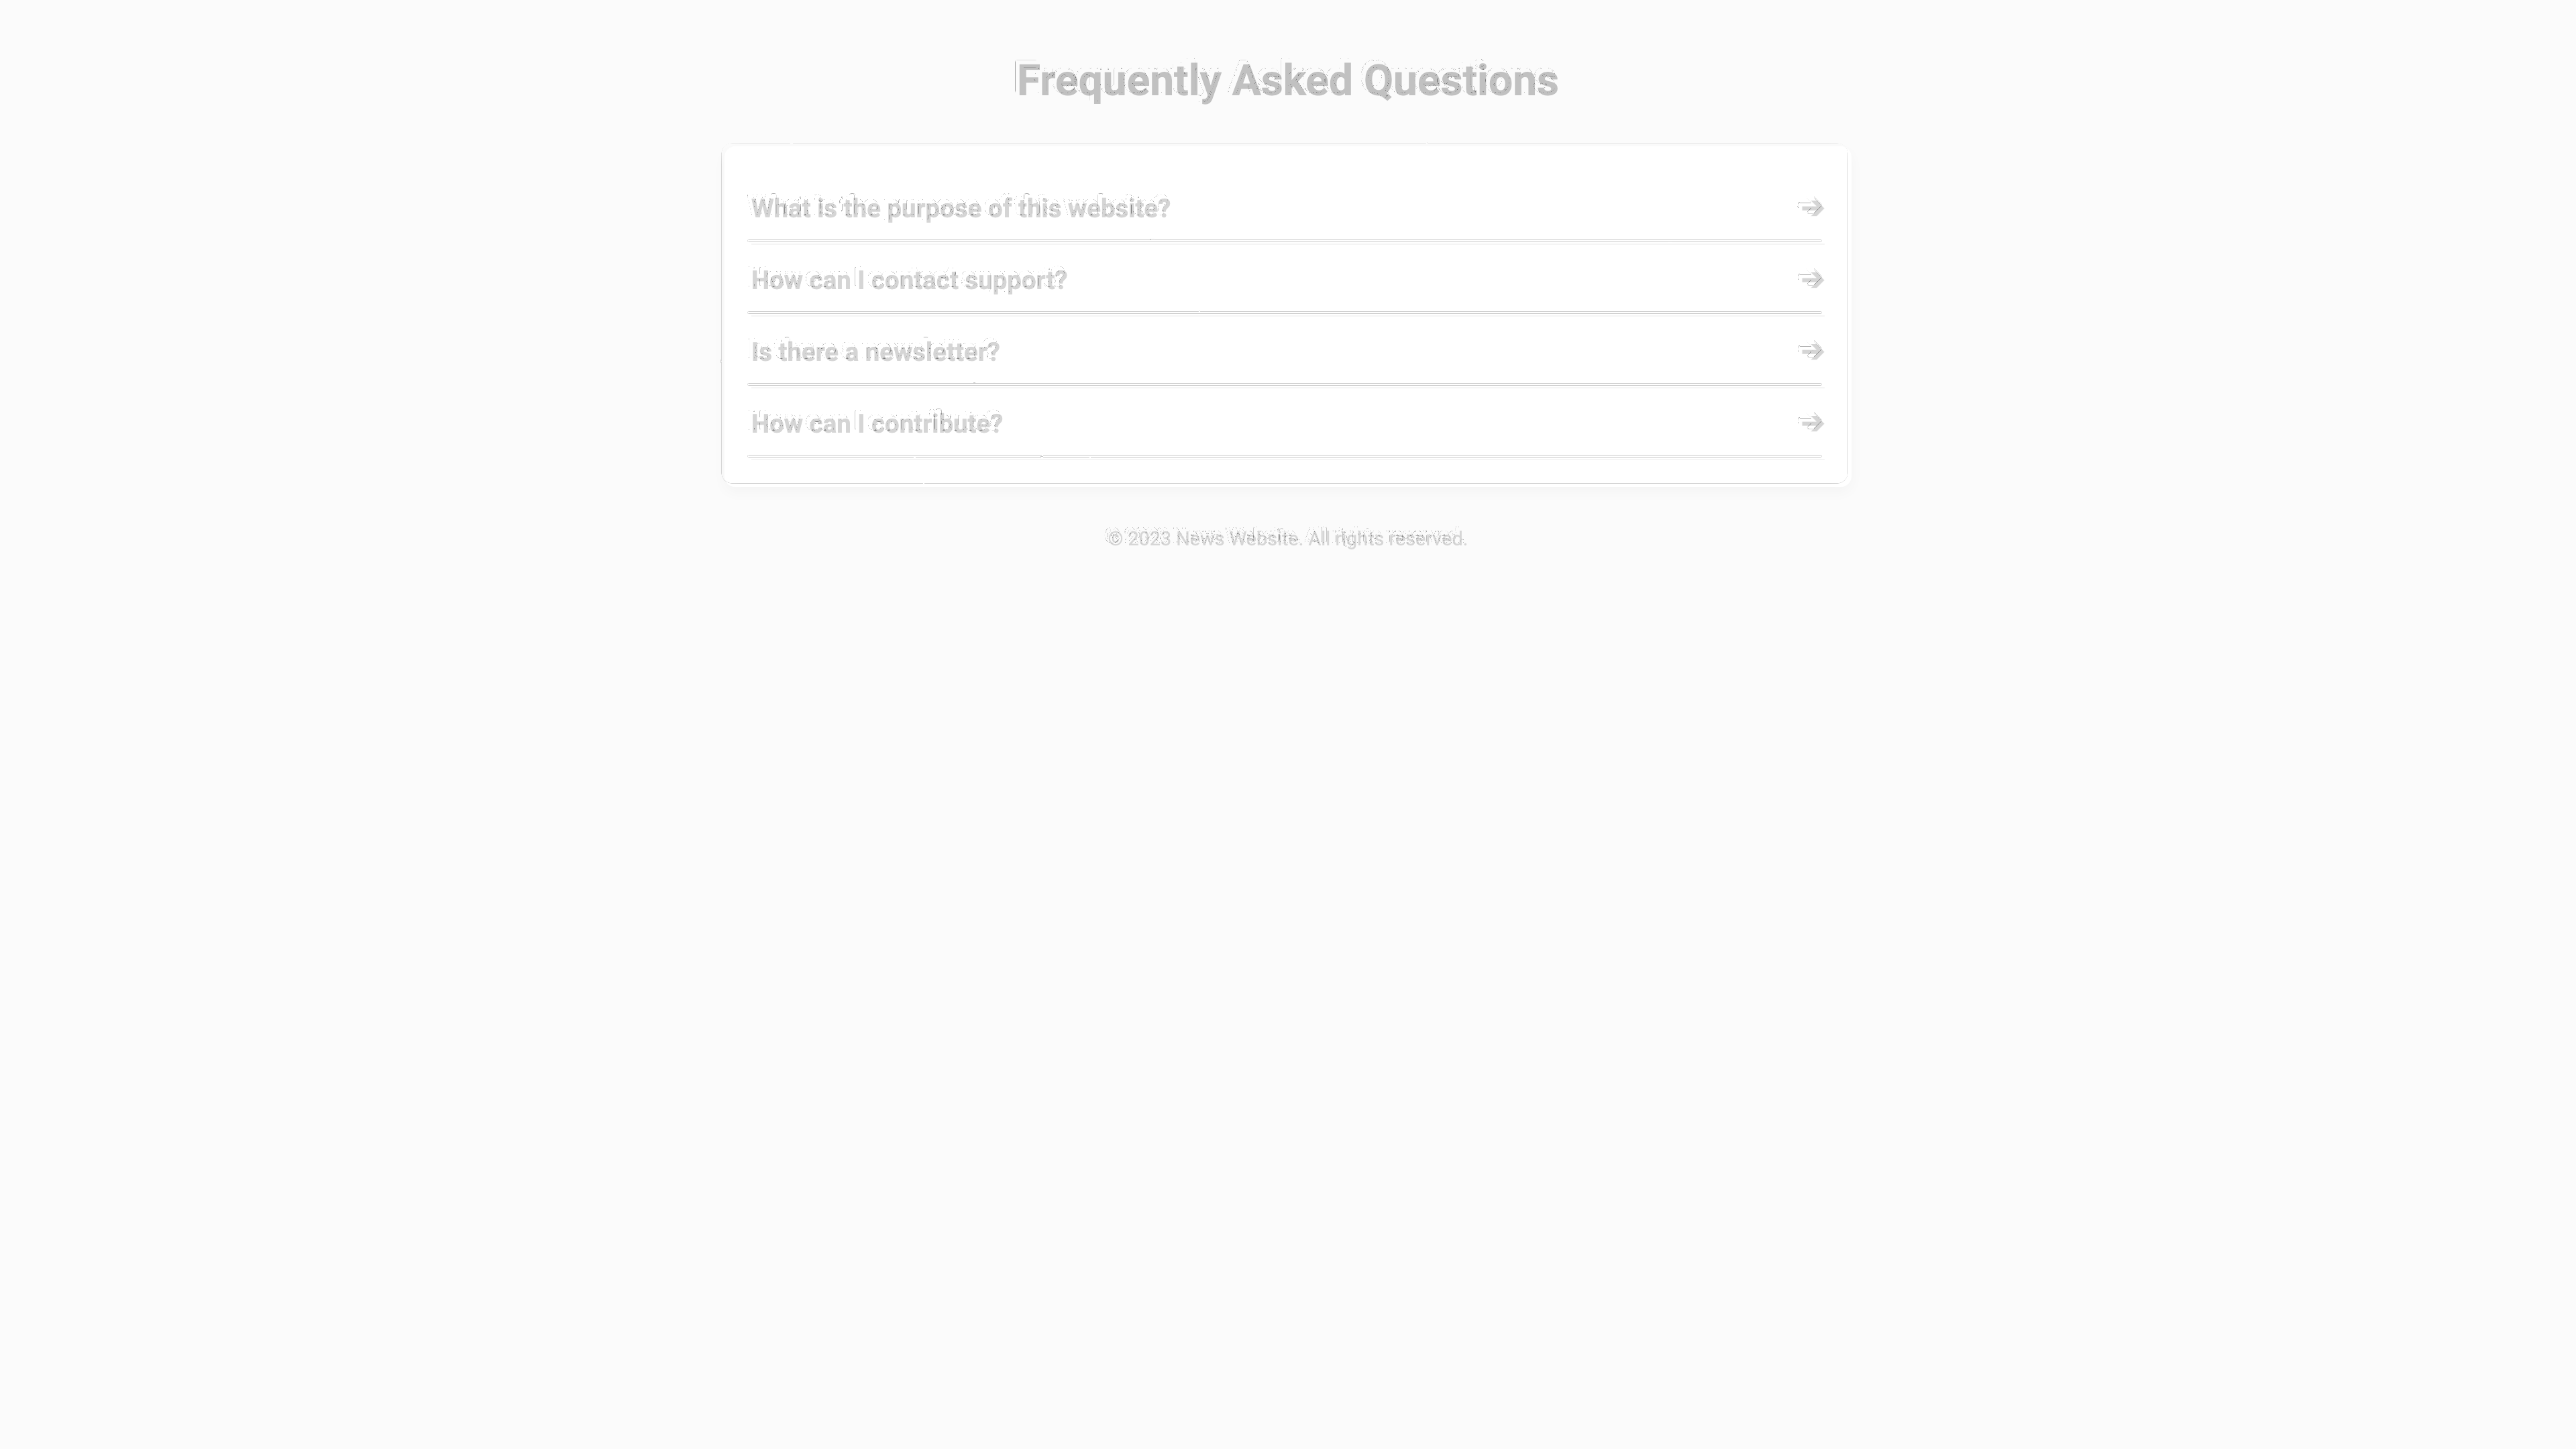 Frequently Asked Questions
What is the purpose of this website?
How can I contact support?
Is there a newsletter?
How can I contribute?
© 2023 News Website. All rights reserved.